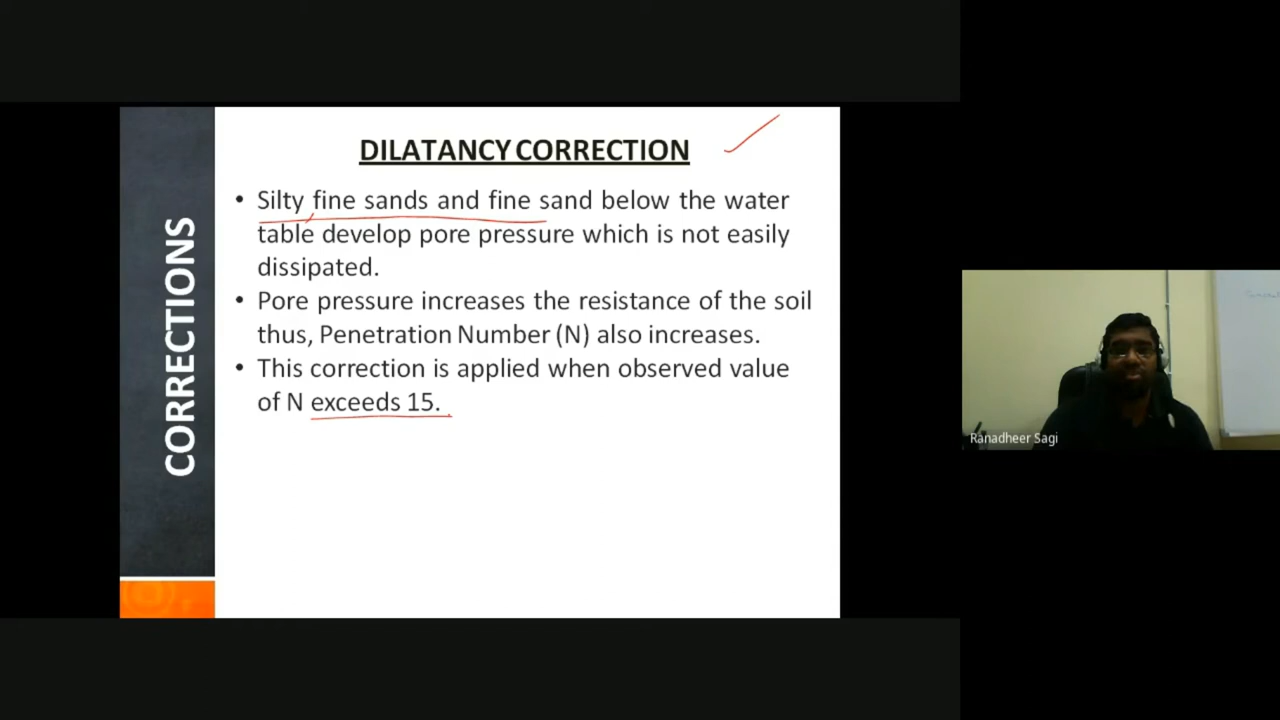 CORRECTIONS
DILATANCY CORRECTION
• Silty fine sands and fine sand below the water
table develop pore pressure which is not easily
dissipated.
• Pore pressure increases the resistance of the soil
thus, Penetration Number (N) also increases.
• This correction is applied when observed value
of N exceeds 15.
Ranadheer Sagi